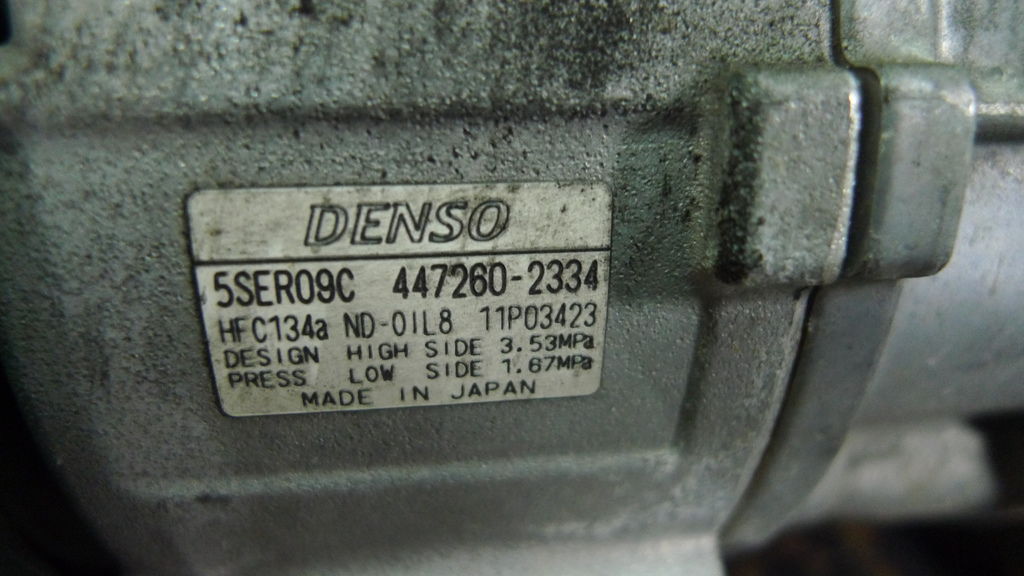 DENSO
5SER09C 447260-2334
HFC134a ND-OIL8 11P03423
DESIGN HIGH SIDE 3.53MPa
PRESS LOW SIDE 1.67MPa
MADE IN JAPAN